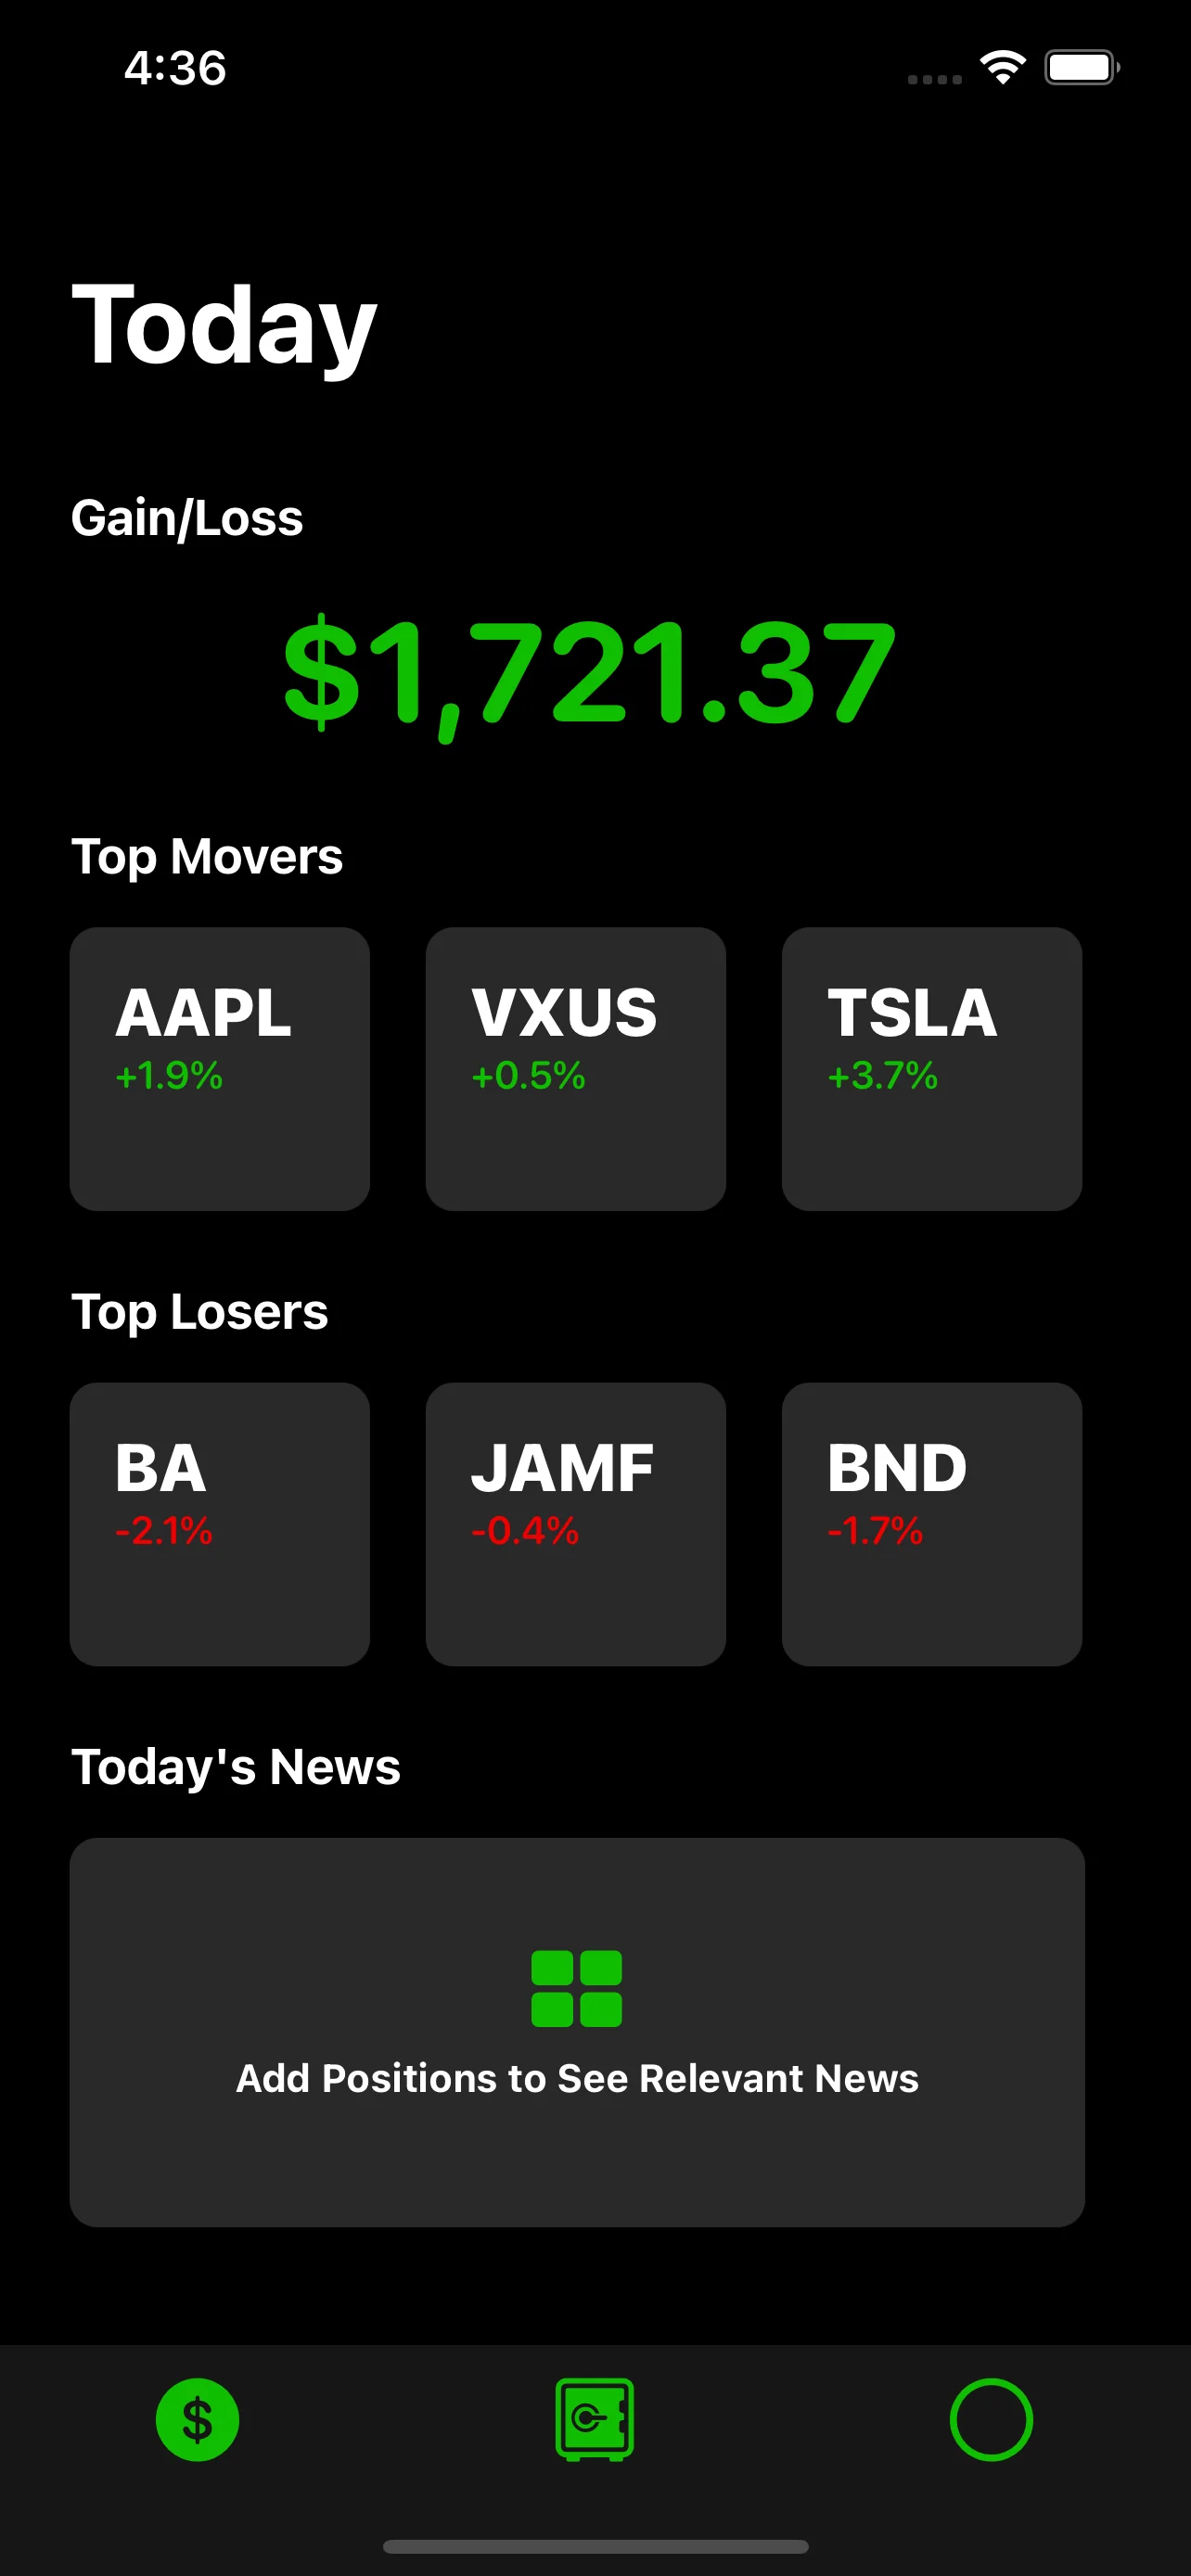 4:36
Today
Gain/Loss
$1,721.37
Top Movers
AAPL
+1.9%
VXUS
+0.5%
TSLA
+3.7%
Top Losers
BA
-2.1%
JAMF
-0.4%
BND
-1.7%
Today's News
Add Positions to See Relevant News
$